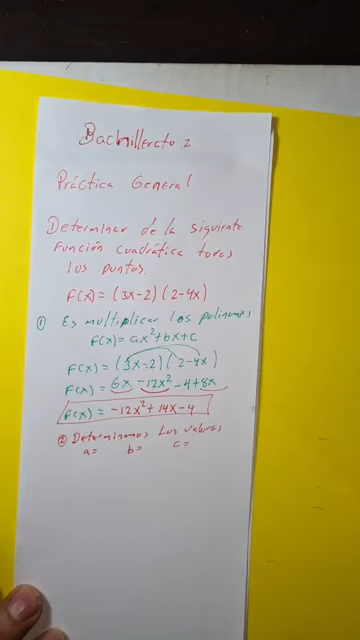 Bachillerato 2
Práctica General
Determinar de la siguiente
función cuadrática todos
los puntos.
F(x) = (3x-2)(2-4x)
① Es multiplicar los polinomios
F(x) = ax²+bx+c
F(x) = (3x-2)(2-4x)
F(x) = 6x -12x² -4+8x
F(x) = -12x²+14x-4
② Determinamos Los valores
a= b= c=